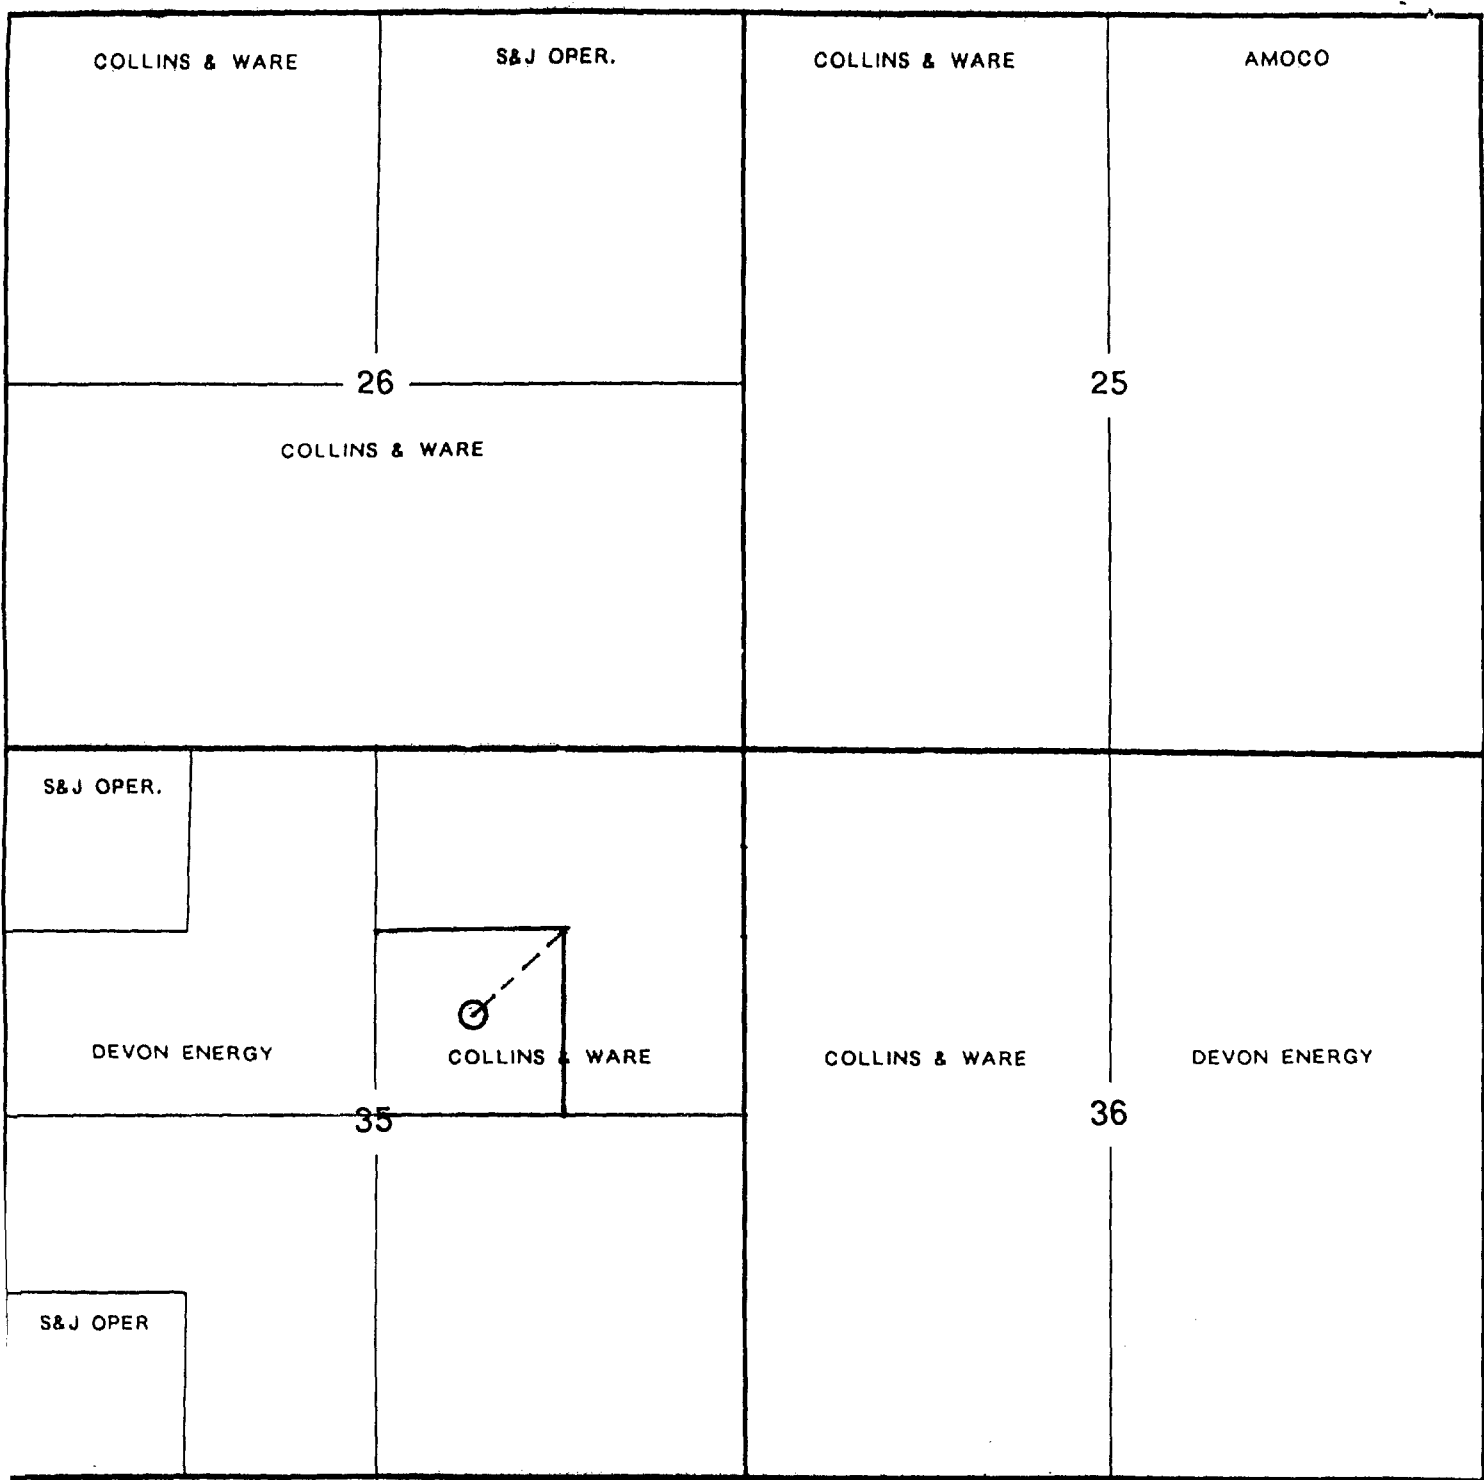 COLLINS & WARE
S&J OPER.
COLLINS & WARE
AMOCO
26
25
COLLINS & WARE
S&J OPER.
DEVON ENERGY
COLLINS & WARE
COLLINS & WARE
DEVON ENERGY
35
36
S&J OPER